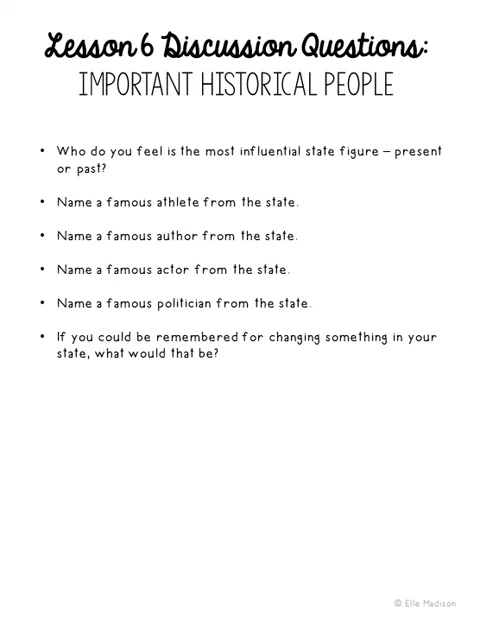 Lesson 6 Discussion Questions:
IMPORTANT HISTORICAL PEOPLE
• Who do you feel is the most influential state figure – present
or past?
• Name a famous athlete from the state.
• Name a famous author from the state.
• Name a famous actor from the state.
• Name a famous politician from the state.
• If you could be remembered for changing something in your
state, what would that be?
© Elle Madison